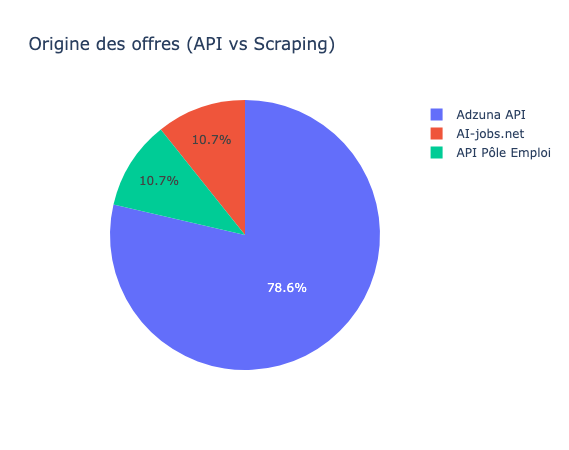 Origine des offres (API vs Scraping)
Adzuna API
AI-jobs.net
API Pôle Emploi
10.7%
10.7%
78.6%